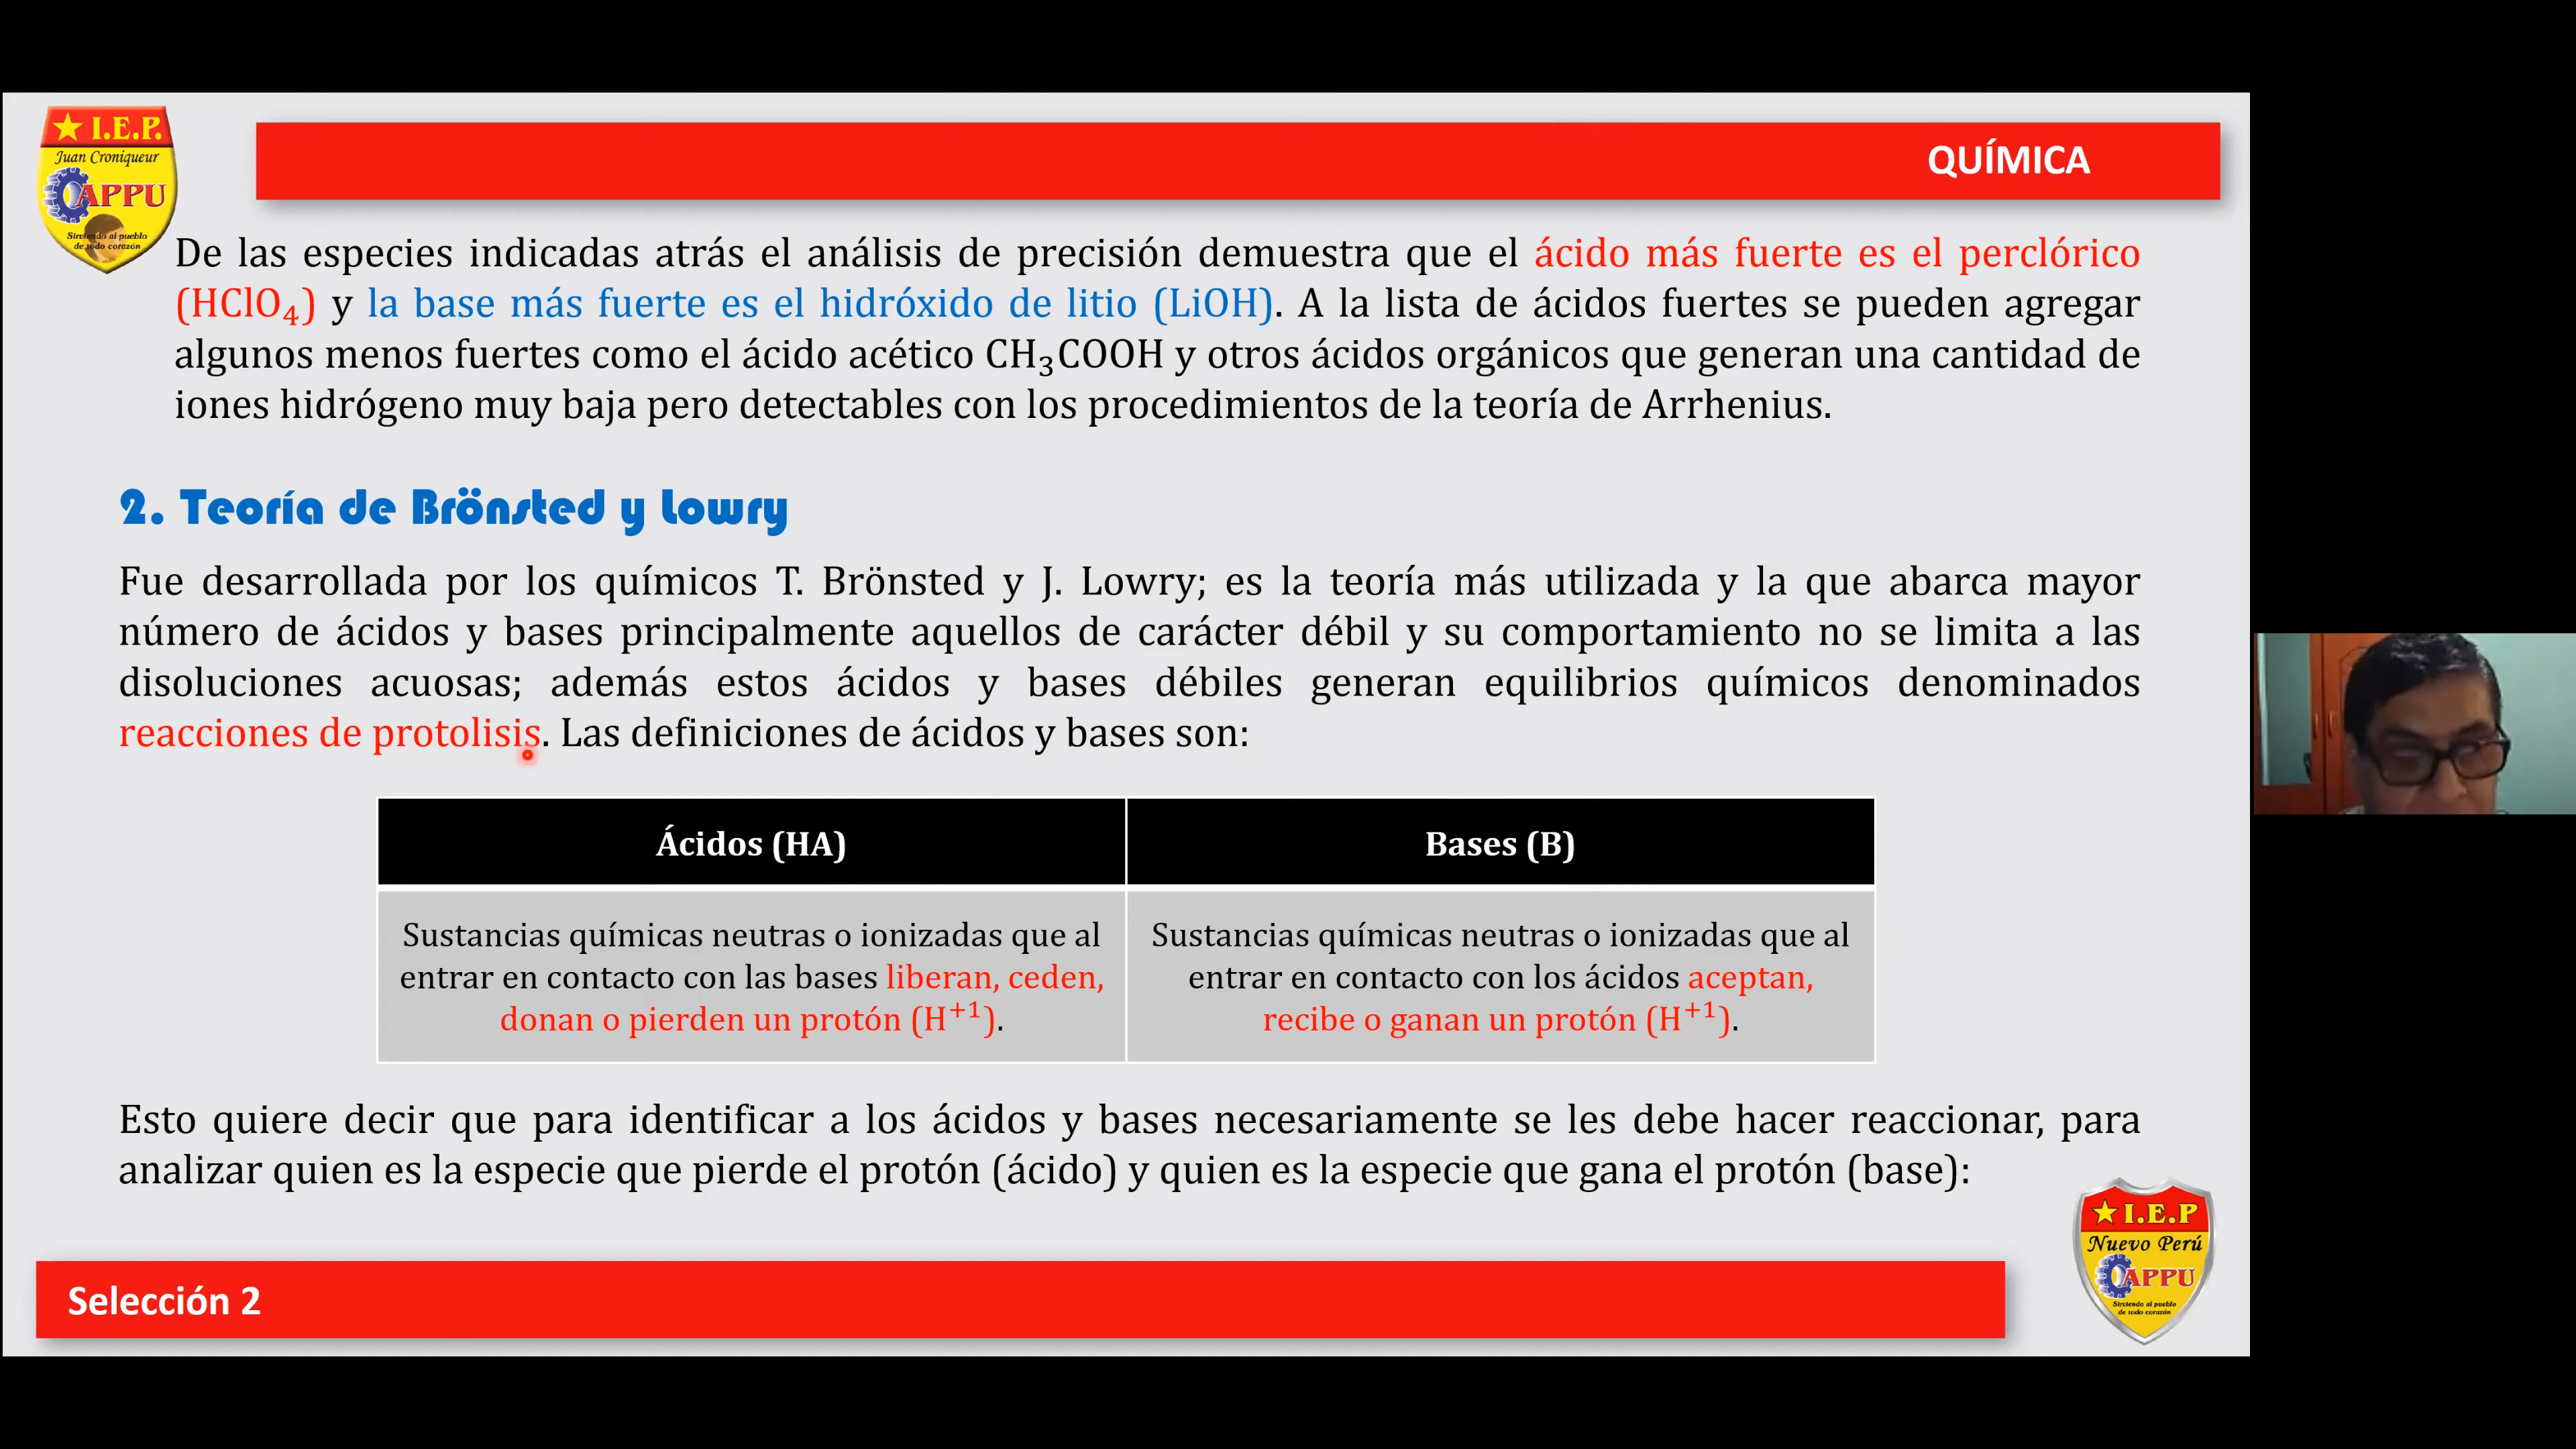 ★ I.E.P.
Juan Croniqueur
CAPPU
Sirviendo al pueblo
de todo corazón
QUÍMICA
De las especies indicadas atrás el análisis de precisión demuestra que el ácido más fuerte es el perclórico
(HClO₄) y la base más fuerte es el hidróxido de litio (LiOH). A la lista de ácidos fuertes se pueden agregar
algunos menos fuertes como el ácido acético CH₃COOH y otros ácidos orgánicos que generan una cantidad de
iones hidrógeno muy baja pero detectables con los procedimientos de la teoría de Arrhenius.
2. Teoría de Brönsted y Lowry
Fue desarrollada por los químicos T. Brönsted y J. Lowry; es la teoría más utilizada y la que abarca mayor
número de ácidos y bases principalmente aquellos de carácter débil y su comportamiento no se limita a las
disoluciones acuosas; además estos ácidos y bases débiles generan equilibrios químicos denominados
reacciones de protolisis. Las definiciones de ácidos y bases son:
Ácidos (HA)
Bases (B)
Sustancias químicas neutras o ionizadas que al
entrar en contacto con las bases liberan, ceden,
donan o pierden un protón (H⁺¹).
Sustancias químicas neutras o ionizadas que al
entrar en contacto con los ácidos aceptan,
recibe o ganan un protón (H⁺¹).
Esto quiere decir que para identificar a los ácidos y bases necesariamente se les debe hacer reaccionar, para
analizar quien es la especie que pierde el protón (ácido) y quien es la especie que gana el protón (base):
★ I.E.P
Nuevo Perú
CAPPU
Sirviendo al pueblo
de todo corazón
Selección 2